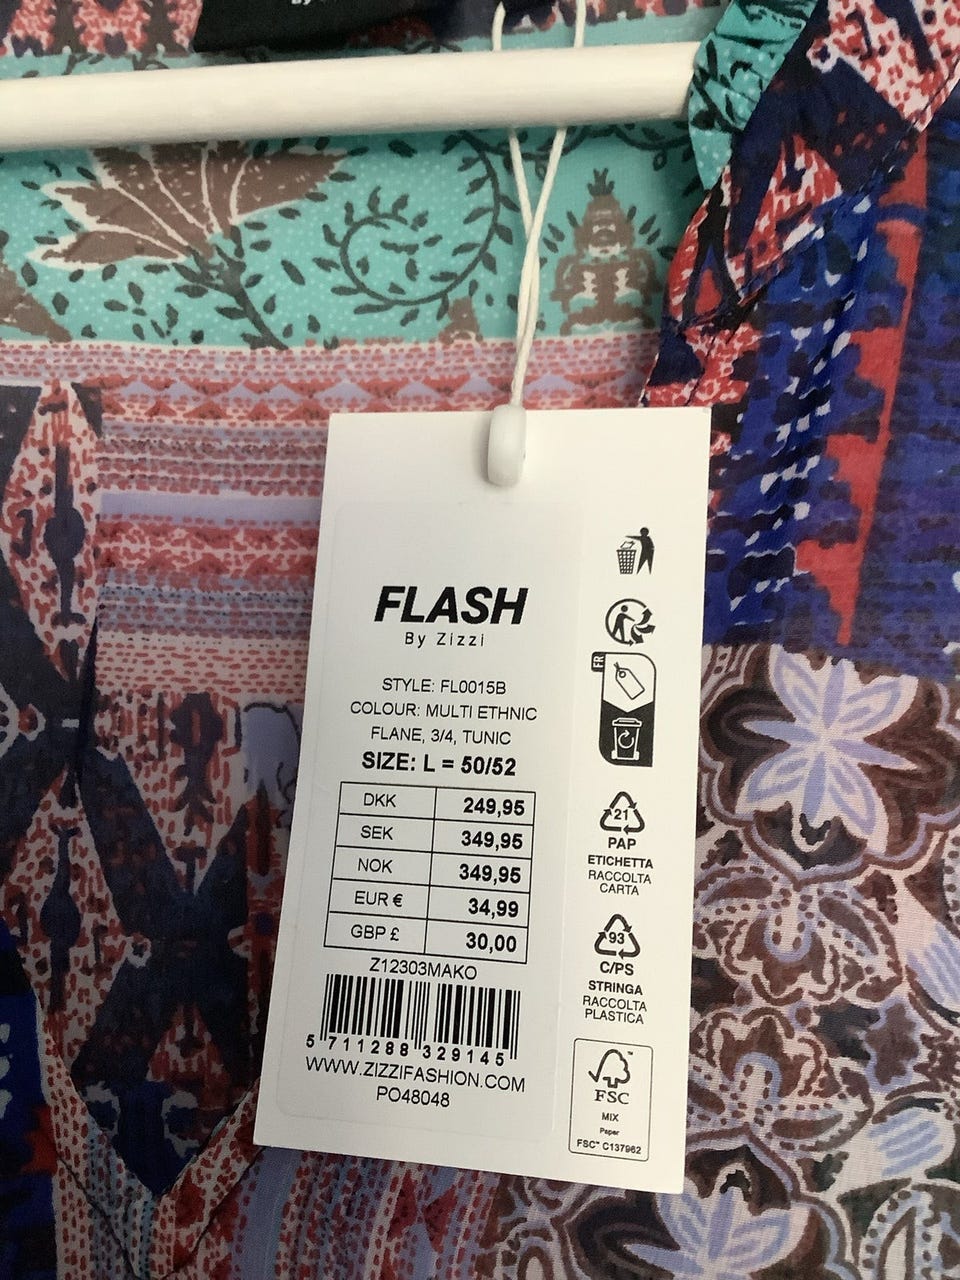 FLASH
By Zizzi
STYLE: FL0015B
COLOUR: MULTI ETHNIC
FLANE, 3/4, TUNIC
SIZE: L = 50/52
DKK 249,95
SEK 349,95
NOK 349,95
EUR € 34,99
GBP £ 30,00
Z12303MAKO
5 711288 329145
WWW.ZIZZIFASHION.COM
PO48048
FR
21
PAP
ETICHETTA
RACCOLTA
CARTA
93
C/PS
STRINGA
RACCOLTA
PLASTICA
FSC™
MIX
Paper
FSC™ C137962